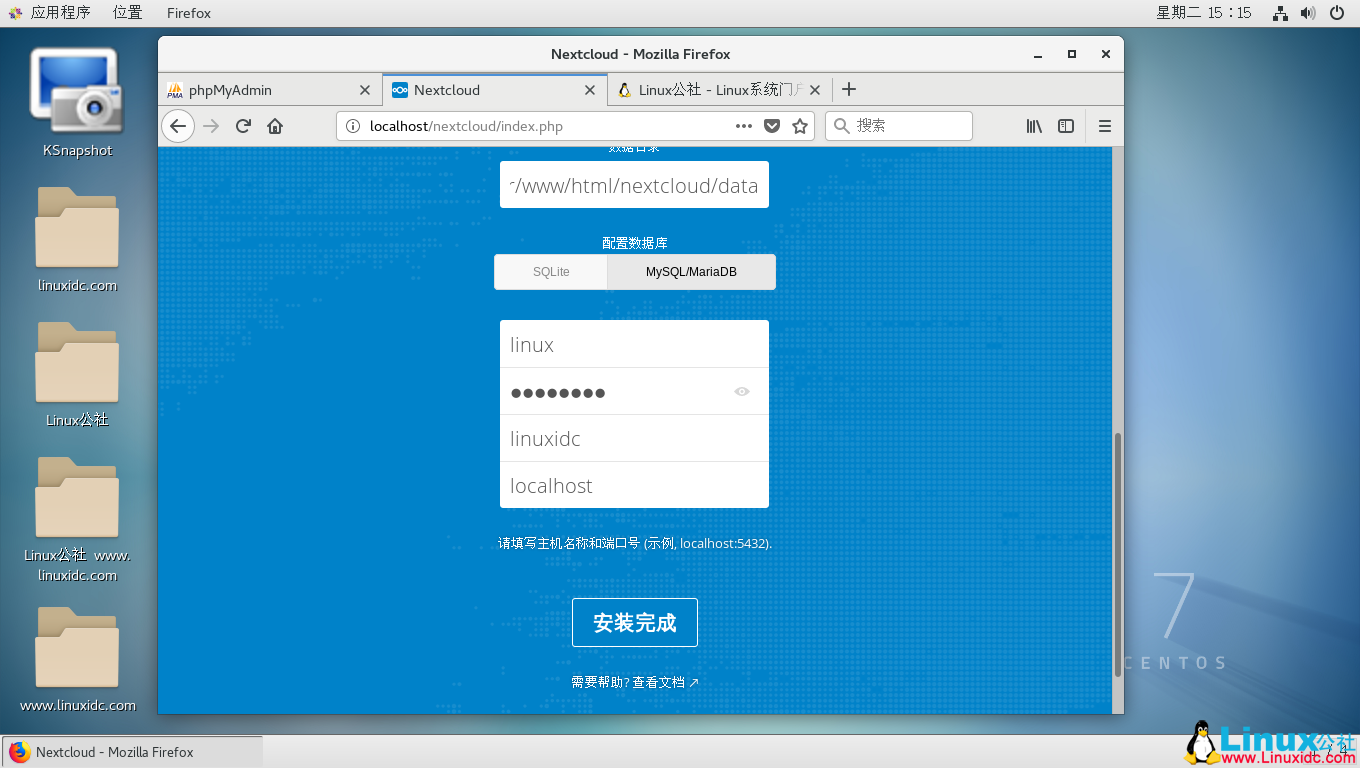 应用程序 位置 Firefox 星期二 15：15
KSnapshot
linuxidc.com
Linux公社
Linux公社 www.
linuxidc.com
www.linuxidc.com
Nextcloud - Mozilla Firefox
phpMyAdmin
Nextcloud
Linux公社 - Linux系统门户
localhost/nextcloud/index.php
搜索
数据目录
r/www/html/nextcloud/data
配置数据库
SQLite
MySQL/MariaDB
linux
●●●●●●●●
linuxidc
localhost
请填写主机名称和端口号 (示例, localhost:5432).
安装完成
需要帮助? 查看文档 ↗
7
CENTOS
Nextcloud - Mozilla Firefox
Linux公社
www.Linuxidc.com